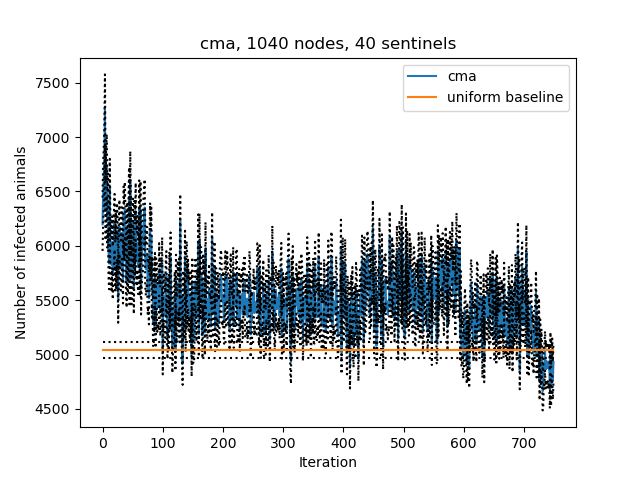 cma, 1040 nodes, 40 sentinels
cma
uniform baseline
Number of infected animals
7500
7000
6500
6000
5500
5000
4500
0 100 200 300 400 500 600 700
Iteration